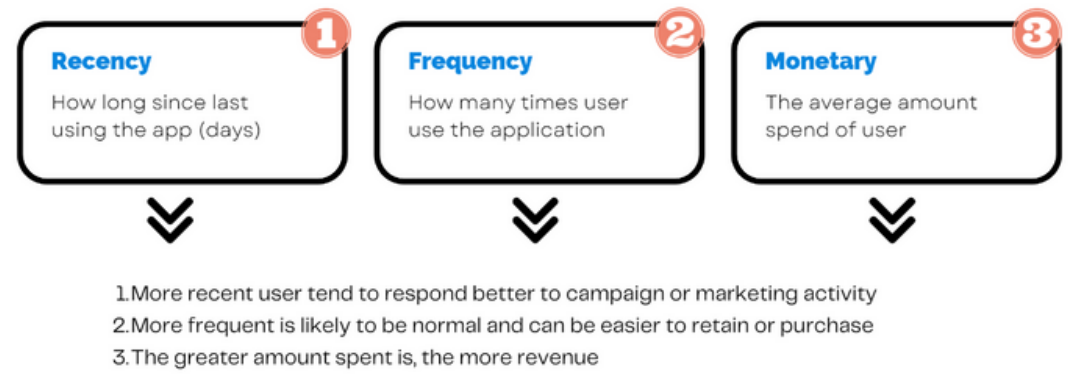 1
Recency
How long since last
using the app (days)
2
Frequency
How many times user
use the application
3
Monetary
The average amount
spend of user
1.More recent user tend to respond better to campaign or marketing activity
2.More frequent is likely to be normal and can be easier to retain or purchase
3.The greater amount spent is, the more revenue